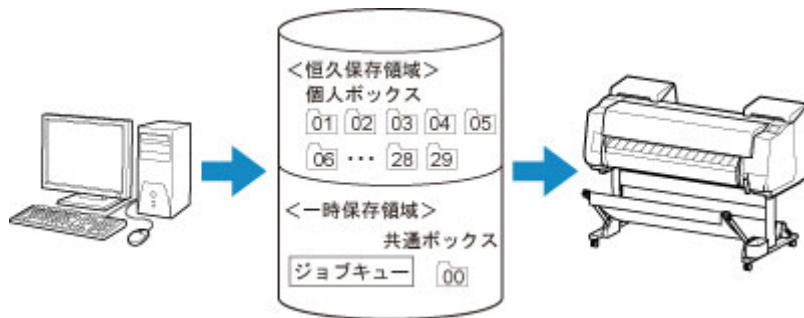 ＜恒久保存領域＞
個人ボックス
01 02 03 04 05
06 ･･･ 28 29
＜一時保存領域＞
共通ボックス
ジョブキュー 00